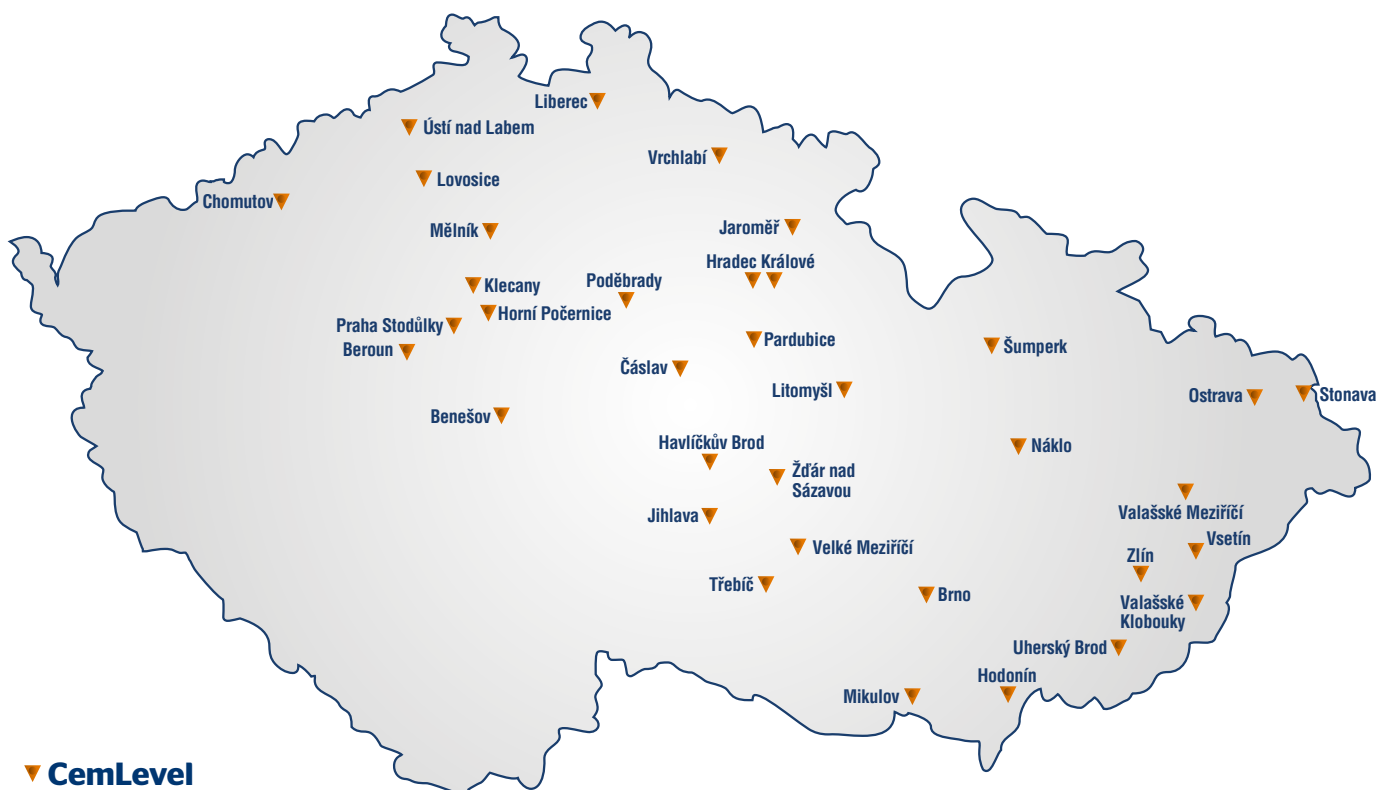 Liberec
Ústí nad Labem
Vrchlabí
Lovosice
Chomutov
Mělník
Jaroměř
Hradec Králové
Klecany
Poděbrady
Horní Počernice
Praha Stodůlky
Pardubice
Beroun
Šumperk
Čáslav
Litomyšl
Ostrava
Stonava
Benešov
Havlíčkův Brod
Náklo
Žďár nad
Sázavou
Valašské Meziříčí
Jihlava
Vsetín
Velké Meziříčí
Zlín
Třebíč
Brno
Valašské
Klobouky
Uherský Brod
Hodonín
Mikulov
CemLevel